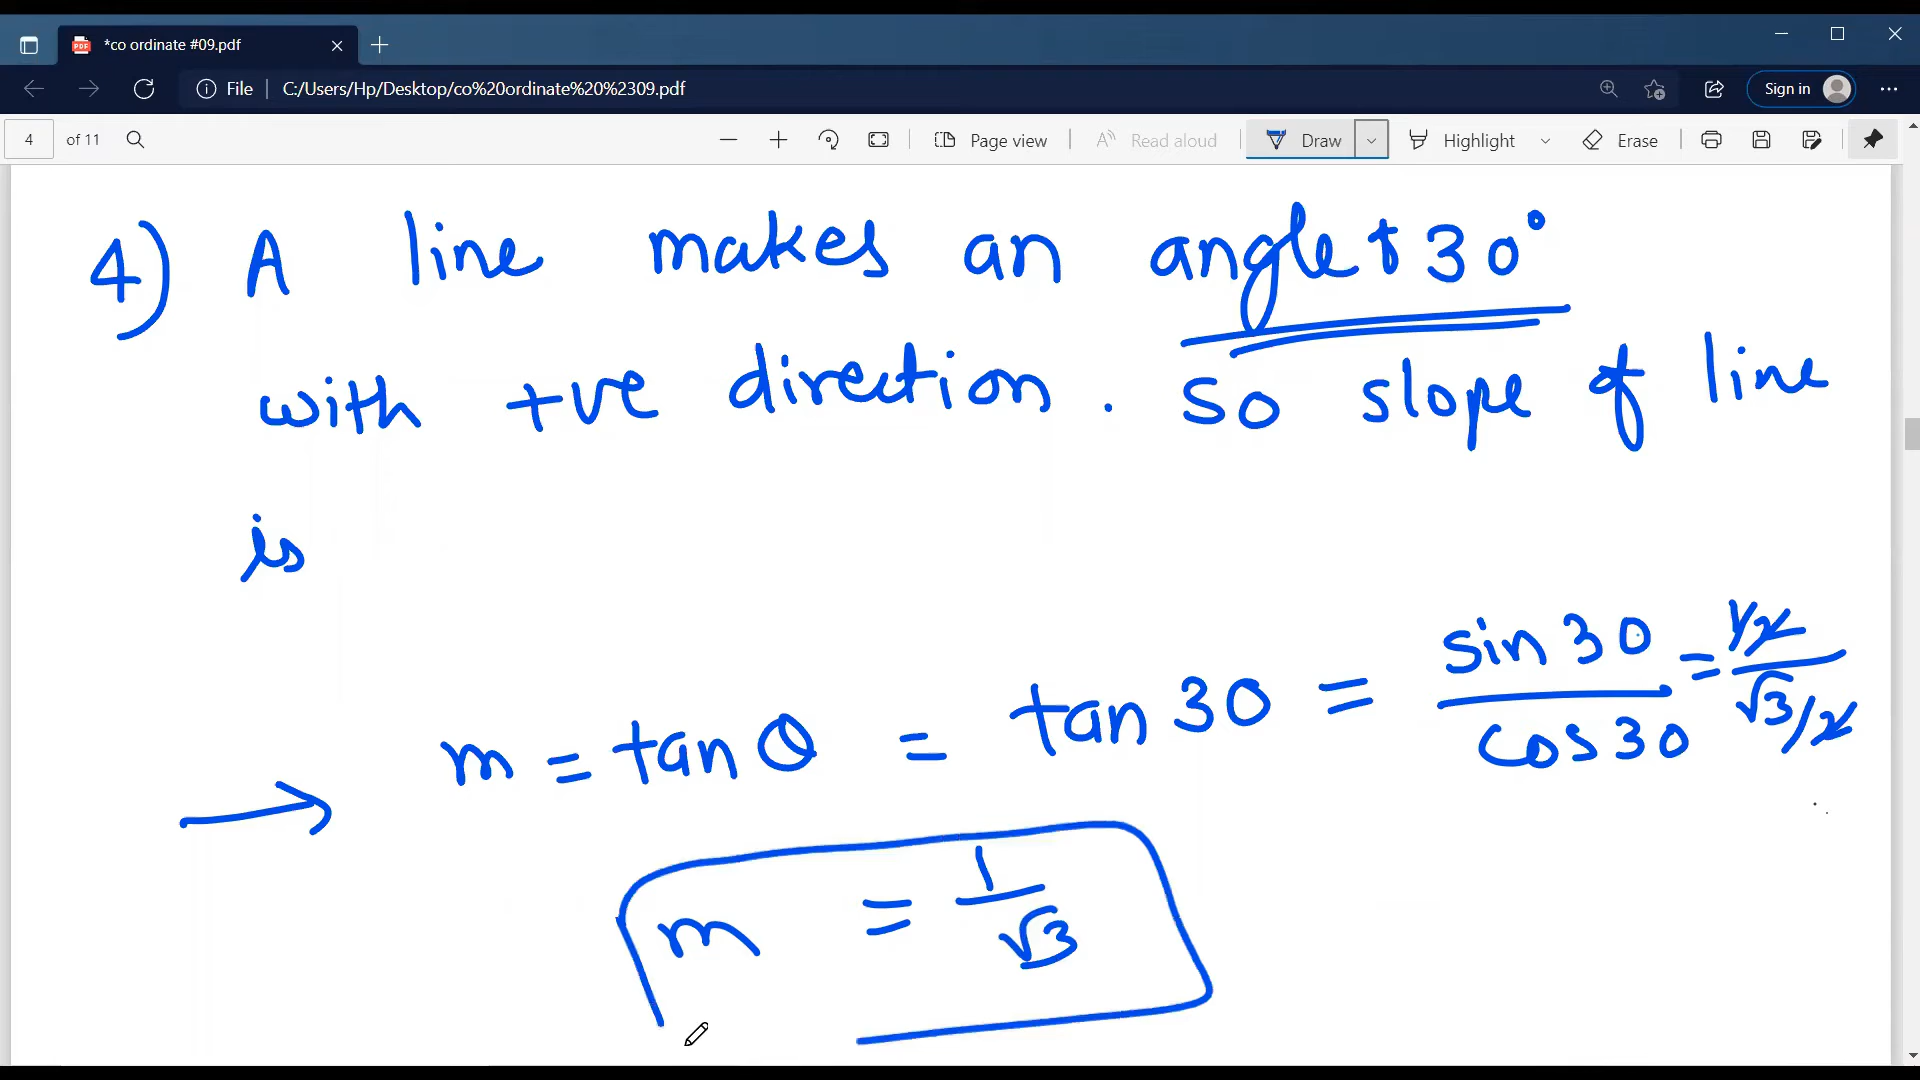 *co ordinate #09.pdf
File | C:/Users/Hp/Desktop/co%20ordinate%20%2309.pdf Sign in
4 of 11 Page view Read aloud Draw Highlight Erase
4) A line makes an angle of 30°
with +ve direction. so slope of line
is
→ m = tan θ = tan 30 = sin 30 / cos 30 = 1/2 / √3/2
m = 1/√3